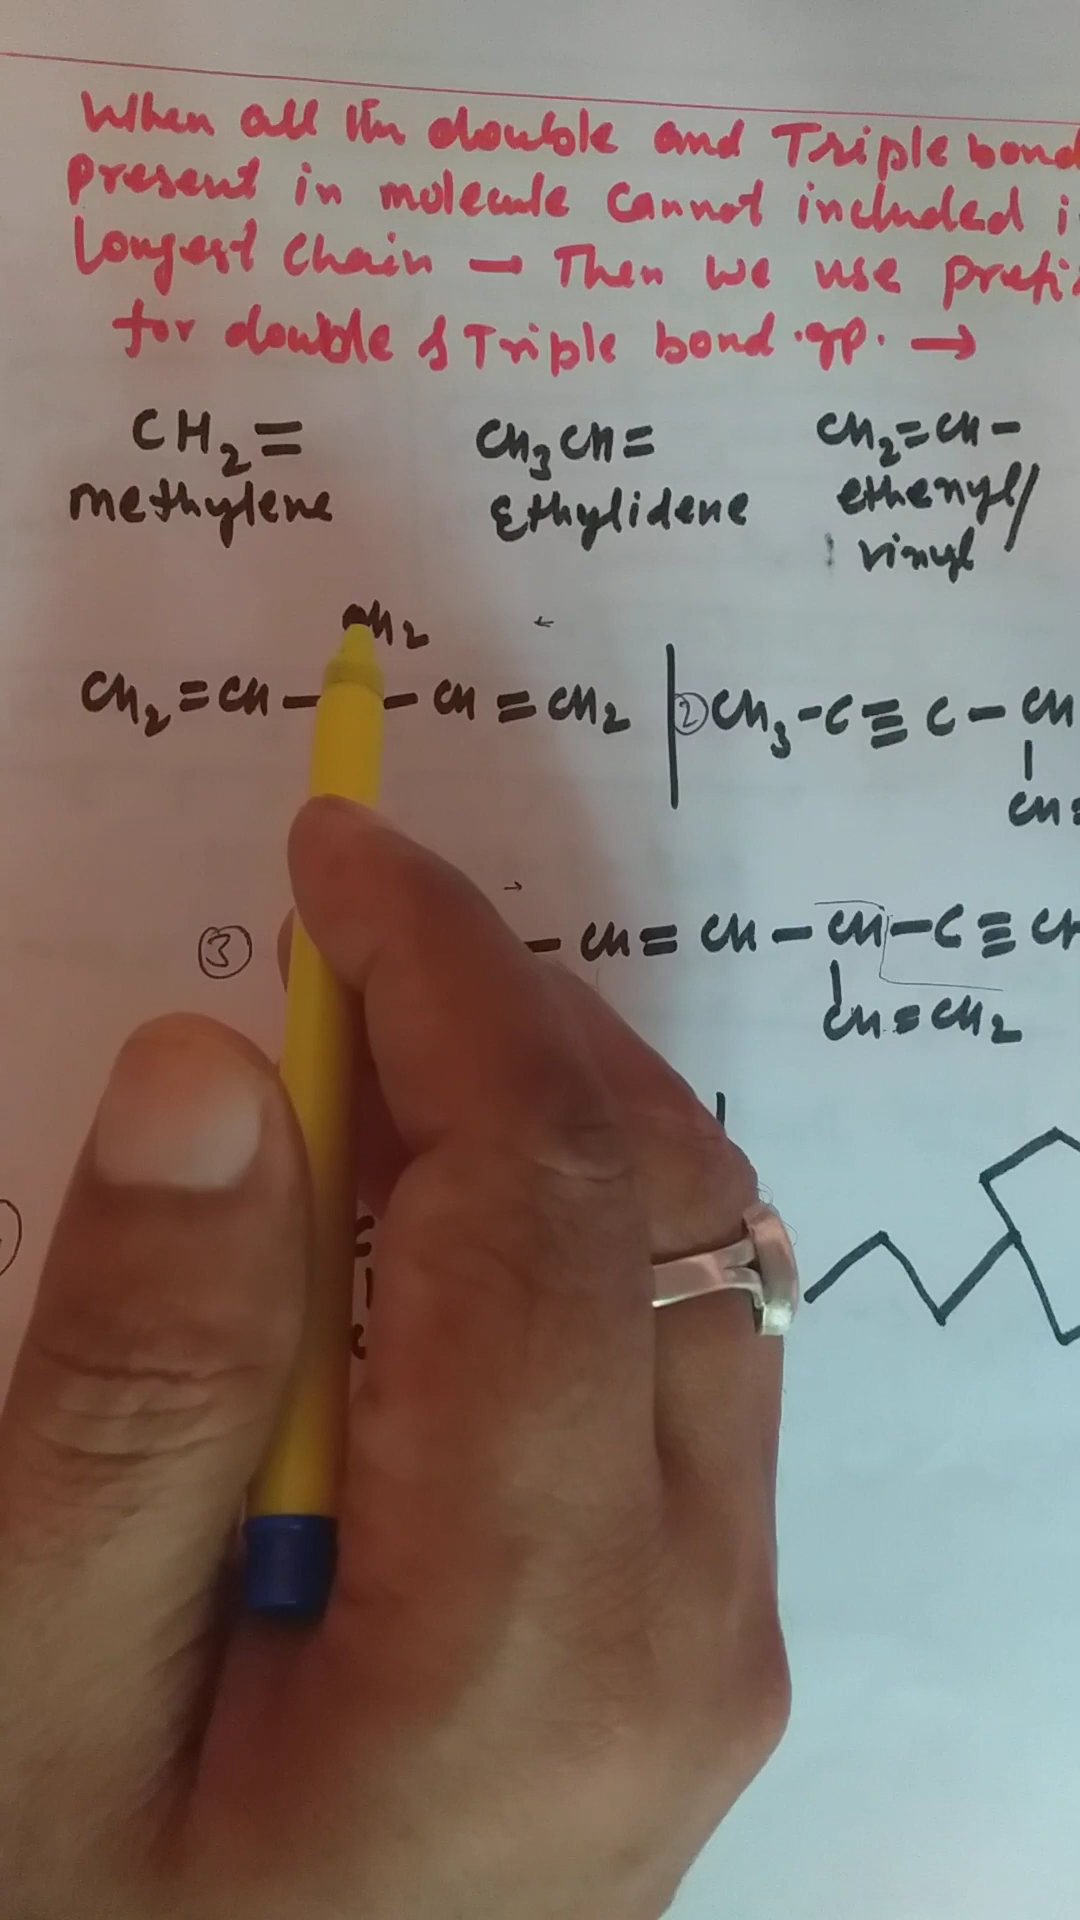 When all the double and Triple bond
present in molecule cannot included i
Longest chain — Then we use prefi
for double & Triple bond .gp. →
CH2= CH3CH= CH2=CH-
methylene Ethylidene ethenyl/
vinyl
CH2 ←
CH2=CH- -CH=CH2 ② CH3-C≡C-CH
CH=
→
③ -CH=CH-CH-C≡CH
CH=CH2